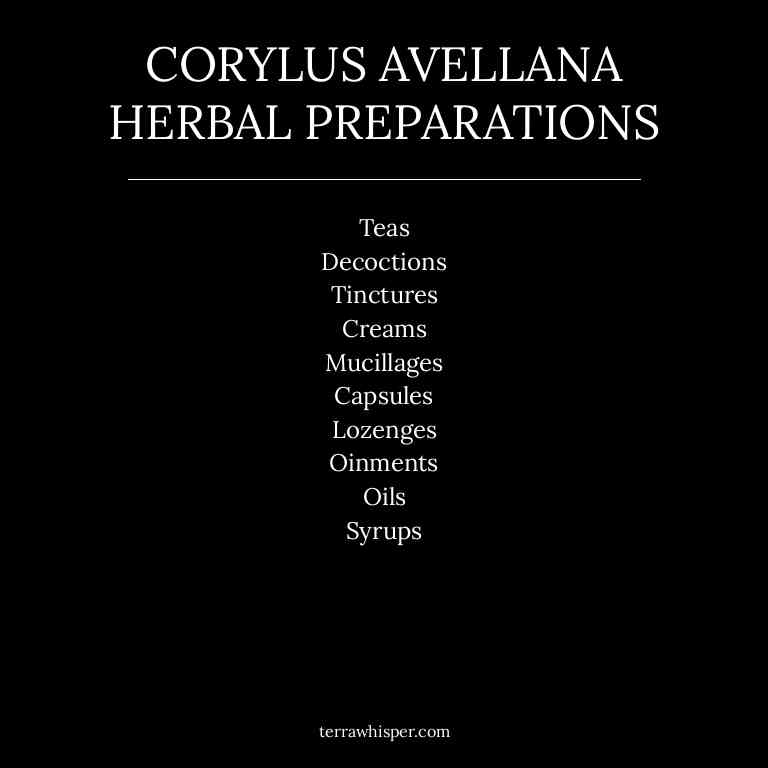 CORYLUS AVELLANA
HERBAL PREPARATIONS
Teas
Decoctions
Tinctures
Creams
Mucillages
Capsules
Lozenges
Oinments
Oils
Syrups
terrawhisper.com